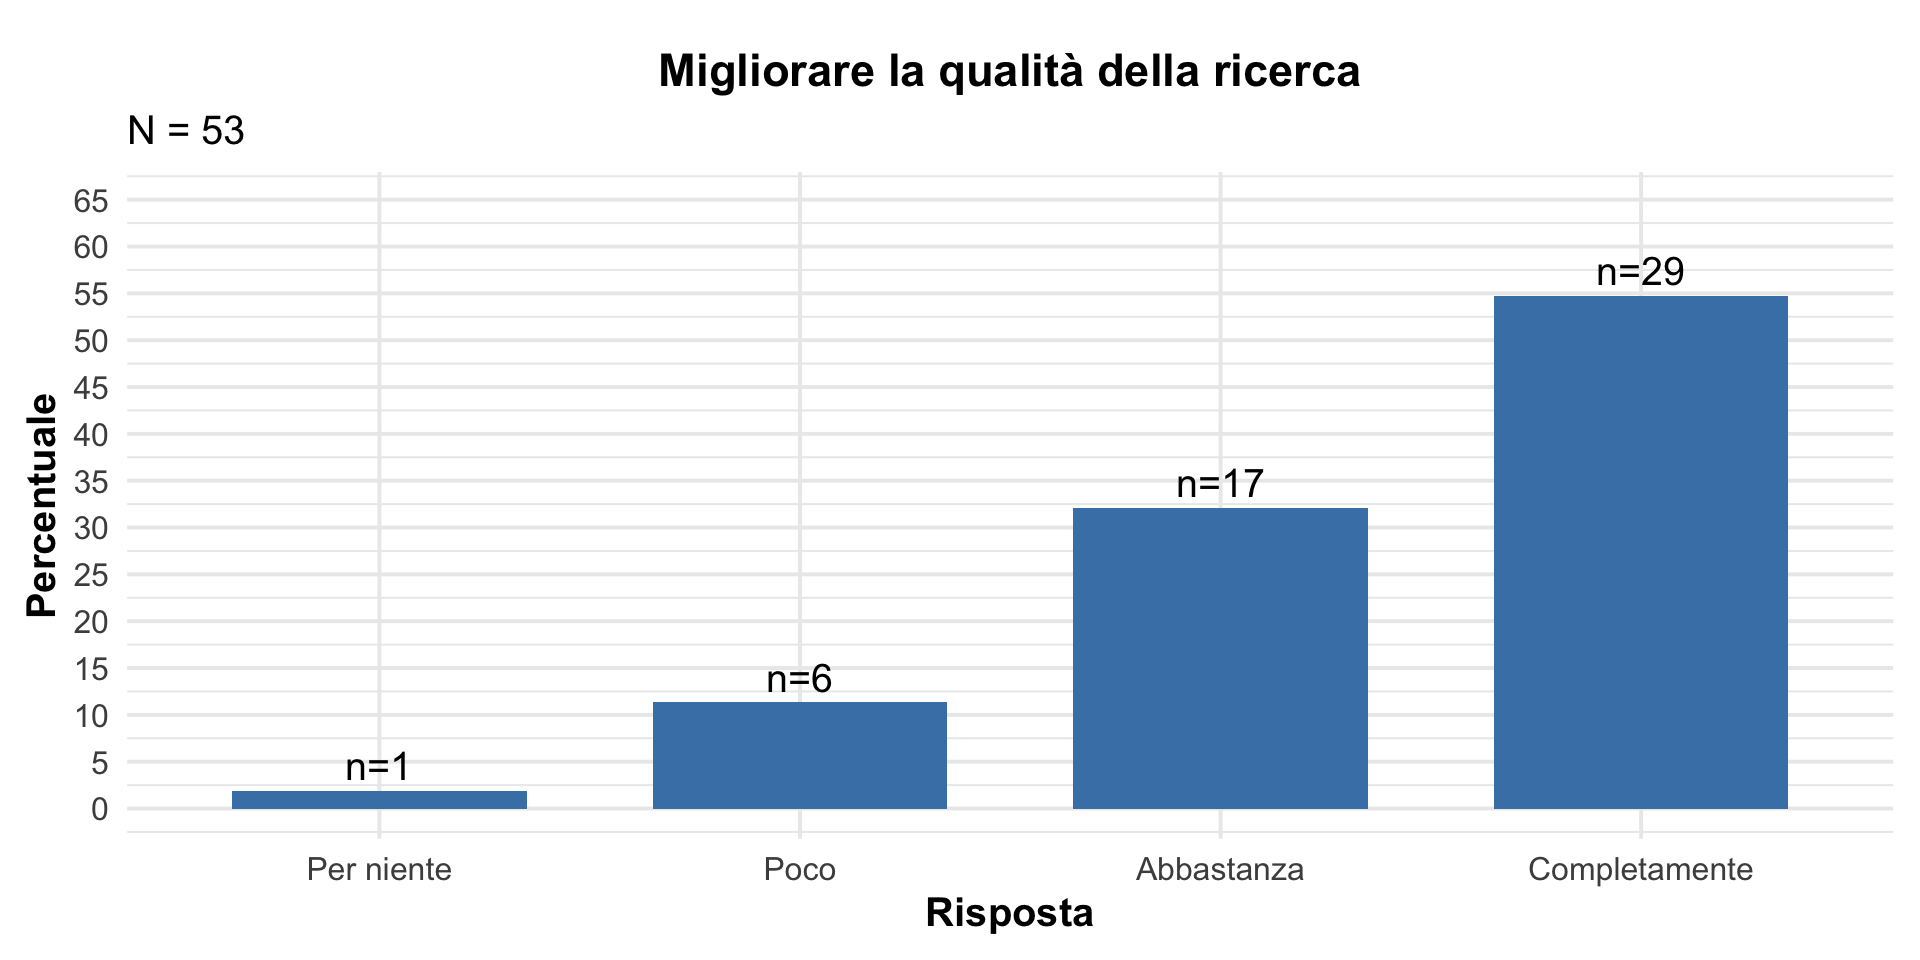 Migliorare la qualità della ricerca
N = 53
Percentuale
65
60
55
50
45
40
35
30
25
20
15
10
5
0
n=1
n=6
n=17
n=29
Per niente
Poco
Abbastanza
Completamente
Risposta